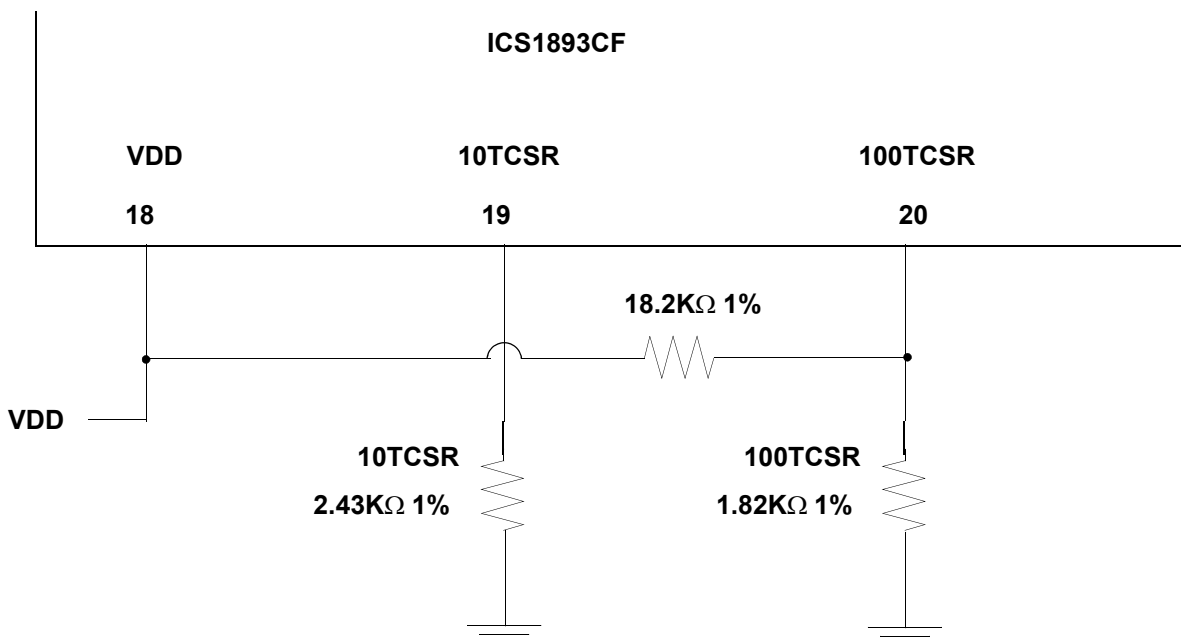 ICS1893CF
VDD
10TCSR
100TCSR
18
19
20
18.2KΩ 1%
VDD
10TCSR
2.43KΩ 1%
100TCSR
1.82KΩ 1%